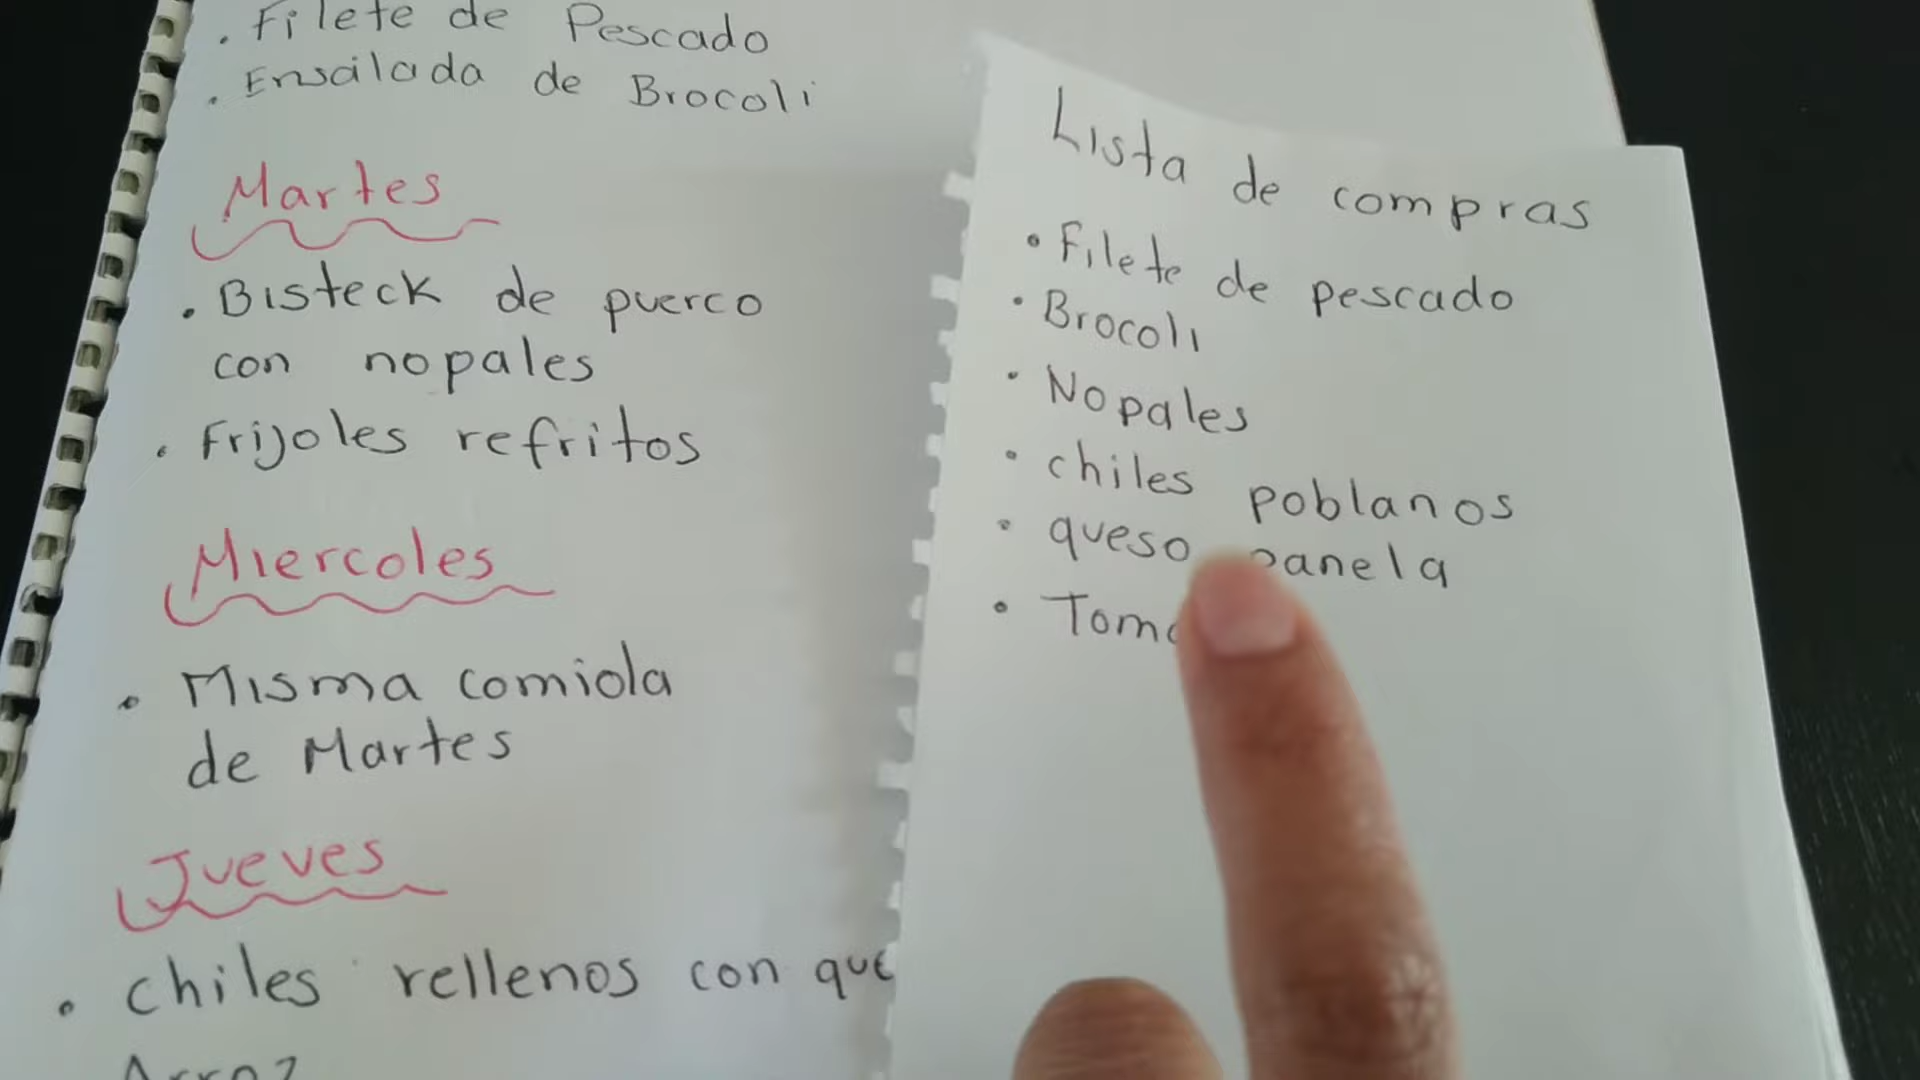 . Filete de Pescado
. Ensalada de Brocoli
Martes
. Bisteck de puerco
con nopales
. Frijoles refritos
Miercoles
. Misma comida
de Martes
Jueves
. chiles rellenos con
Lista de compras
• Filete de pescado
• Brocoli
• Nopales
• chiles poblanos
• queso panela
•